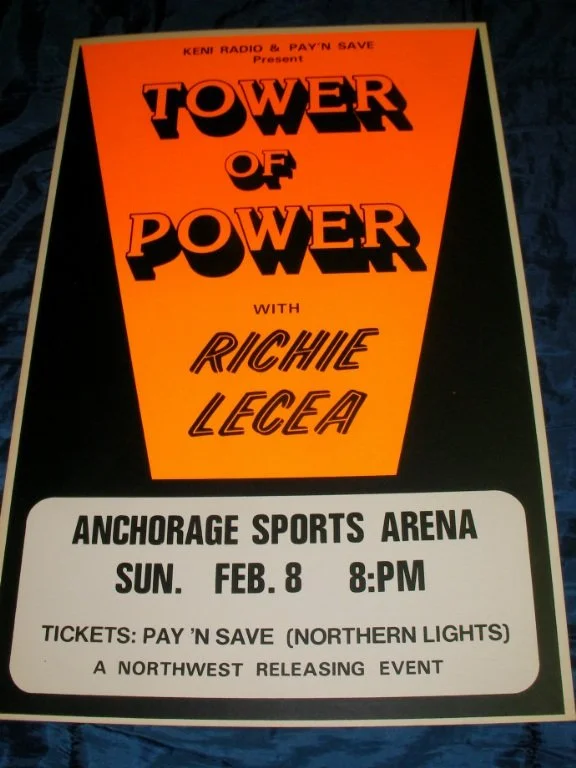 KENI RADIO & PAY'N SAVE
Present
TOWER
OF
POWER
WITH
RICHIE
LECEA
ANCHORAGE SPORTS ARENA
SUN. FEB. 8 8:PM
TICKETS: PAY 'N SAVE (NORTHERN LIGHTS)
A NORTHWEST RELEASING EVENT